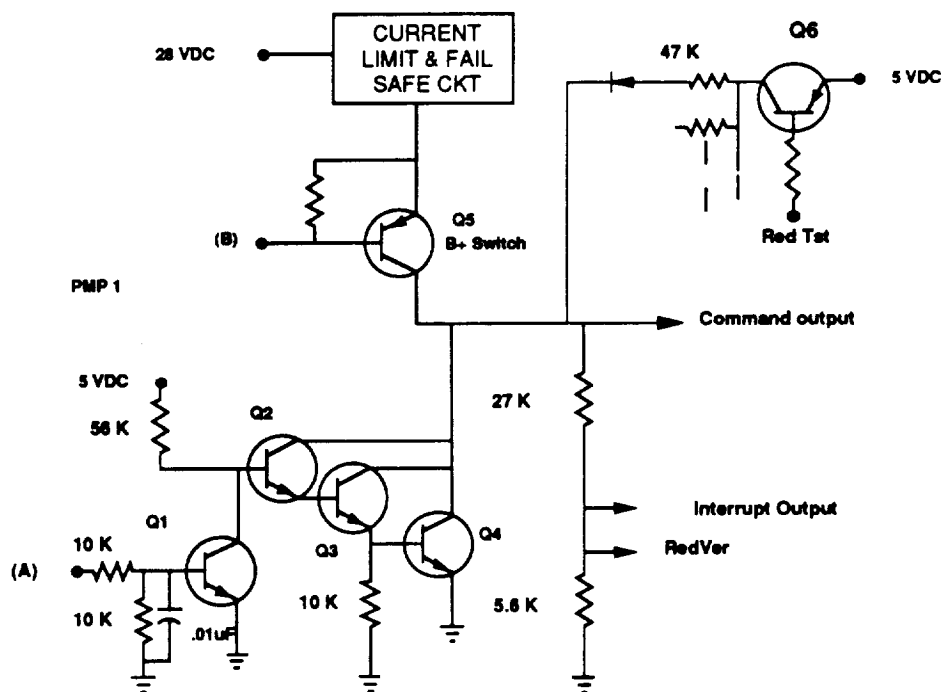 28 VDC
CURRENT
LIMIT & FAIL
SAFE CKT
47 K
Q6
5 VDC
Red Tst
(B)
Q5
B+ Switch
PMP 1
Command output
5 VDC
56 K
Q2
27 K
Q1
Q3
Q4
Interrupt Output
RedVer
10 K
(A)
10 K
.01uF
10 K
5.6 K